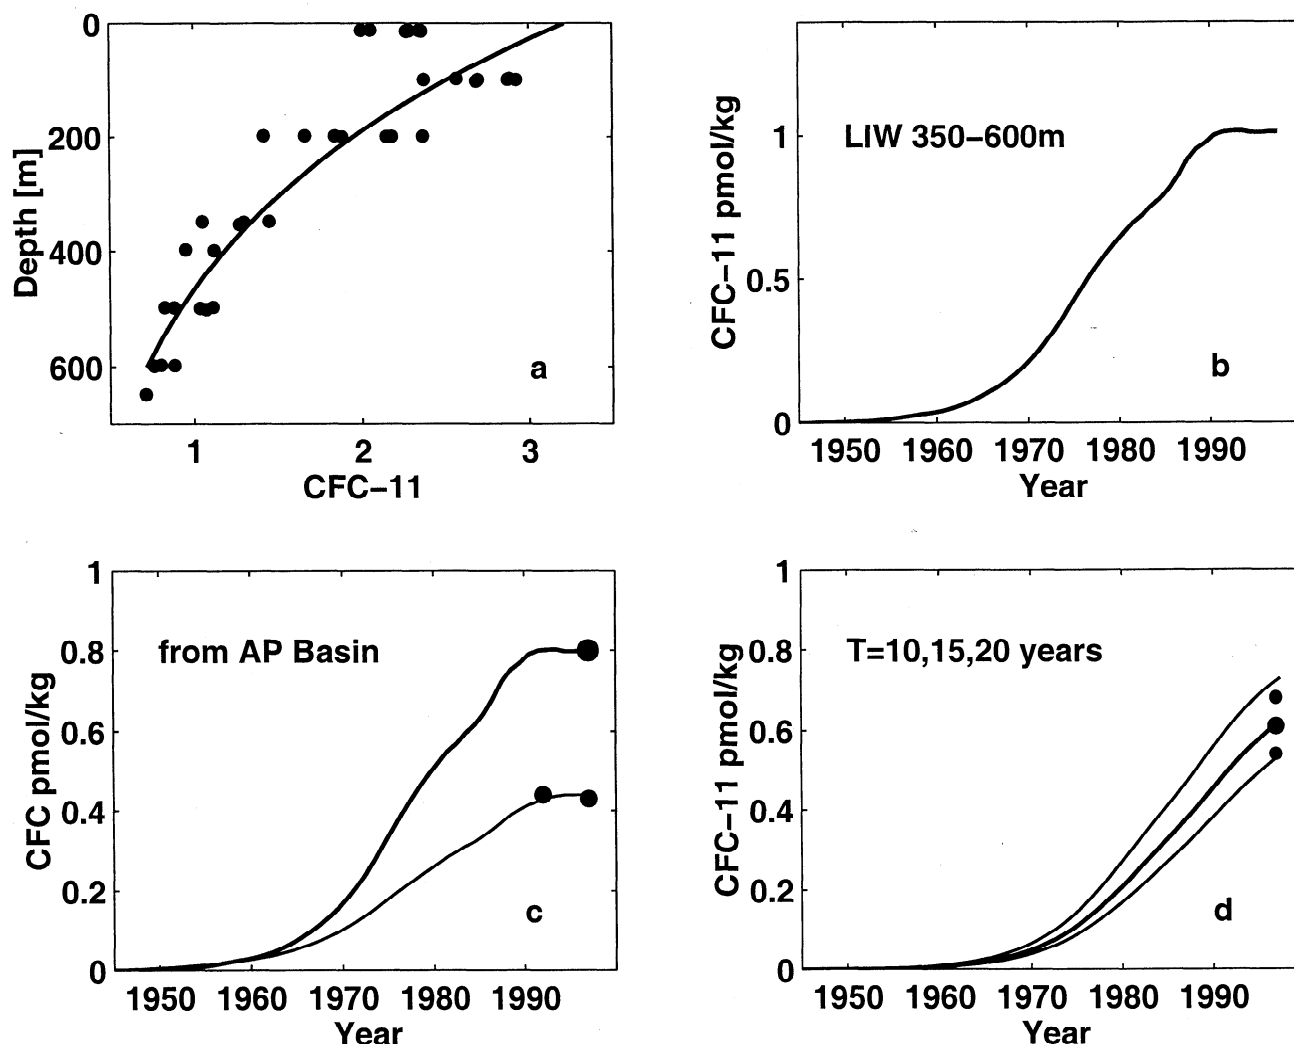 0
200
400
600
Depth [m]
a
1 2 3
CFC-11
LIW 350-600m
1
0.5
0
CFC-11 pmol/kg
b
1950 1960 1970 1980 1990
Year
from AP Basin
1
0.8
0.6
0.4
0.2
0
CFC pmol/kg
c
1950 1960 1970 1980 1990
Year
T=10,15,20 years
1
0.8
0.6
0.4
0.2
0
CFC-11 pmol/kg
d
1950 1960 1970 1980 1990
Year